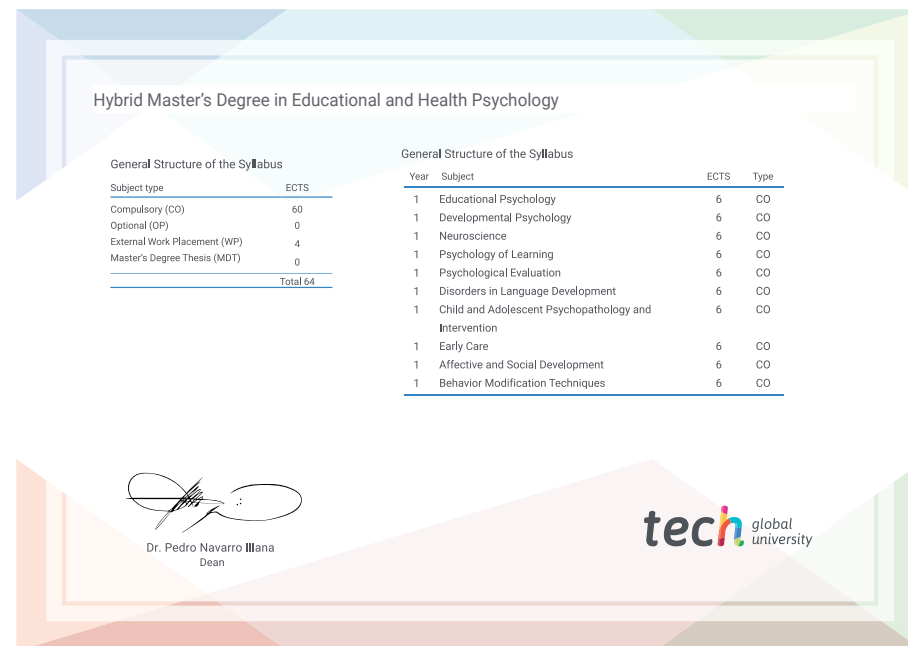 Hybrid Master's Degree in Educational and Health Psychology
General Structure of the Syllabus
Subject type ECTS
Compulsory (CO) 60
Optional (OP) 0
External Work Placement (WP) 4
Master's Degree Thesis (MDT) 0
Total 64
General Structure of the Syllabus
Year Subject ECTS Type
1 Educational Psychology 6 CO
1 Developmental Psychology 6 CO
1 Neuroscience 6 CO
1 Psychology of Learning 6 CO
1 Psychological Evaluation 6 CO
1 Disorders in Language Development 6 CO
1 Child and Adolescent Psychopathology and 6 CO
Intervention
1 Early Care 6 CO
1 Affective and Social Development 6 CO
1 Behavior Modification Techniques 6 CO
Dr. Pedro Navarro Illana
Dean
tech global
university